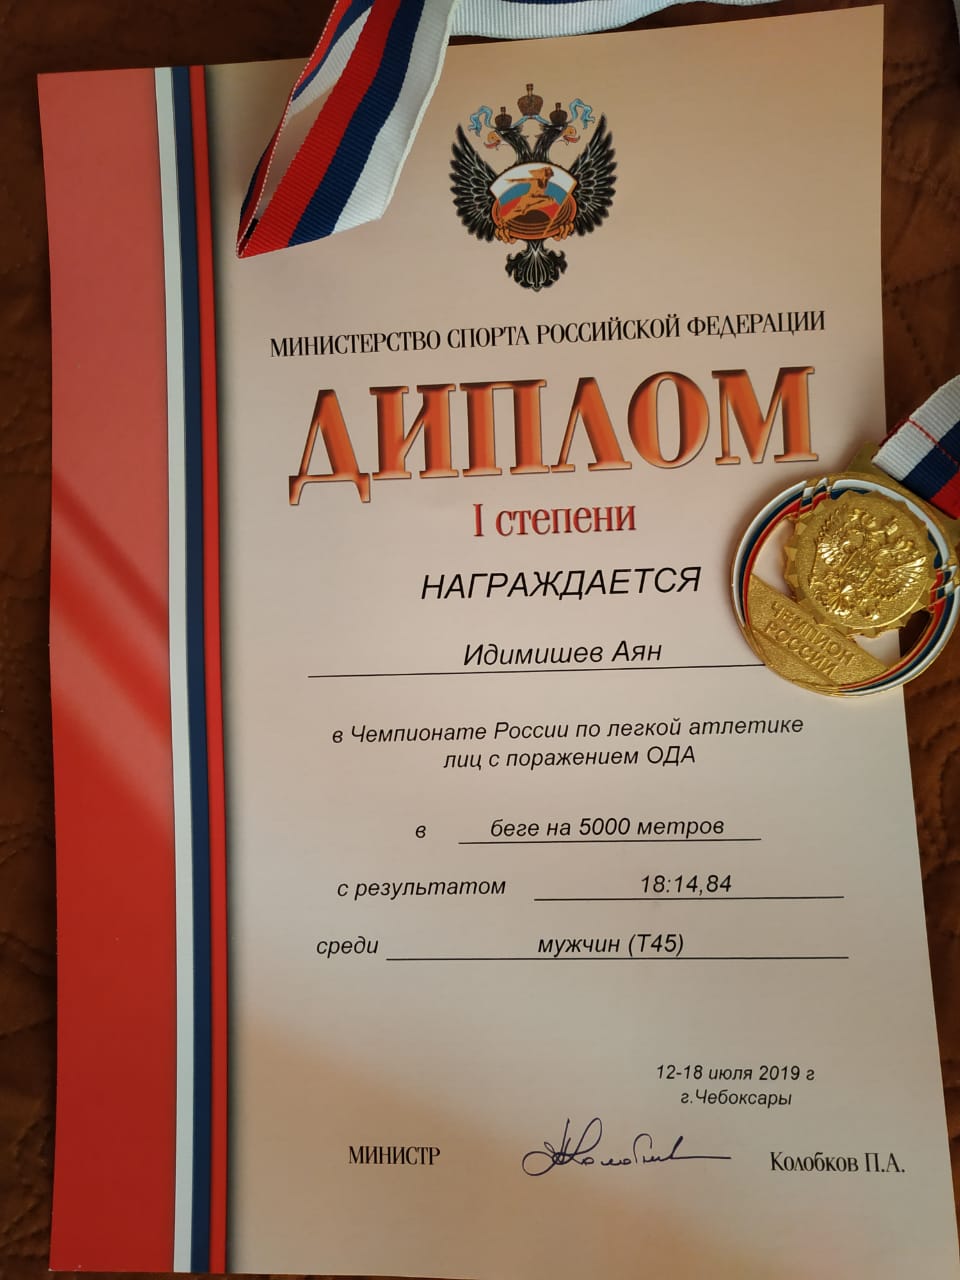 МИНИСТЕРСТВО СПОРТА РОССИЙСКОЙ ФЕДЕРАЦИИ
ДИПЛОМ
I степени
НАГРАЖДАЕТСЯ
Идимишев Аян
в Чемпионате России по легкой атлетике
лиц с поражением ОДА
в беге на 5000 метров
с результатом 18:14,84
среди мужчин (Т45)
12-18 июля 2019 г
г.Чебоксары
МИНИСТР Колобков П.А.
ЧЕМПИОН
РОССИИ